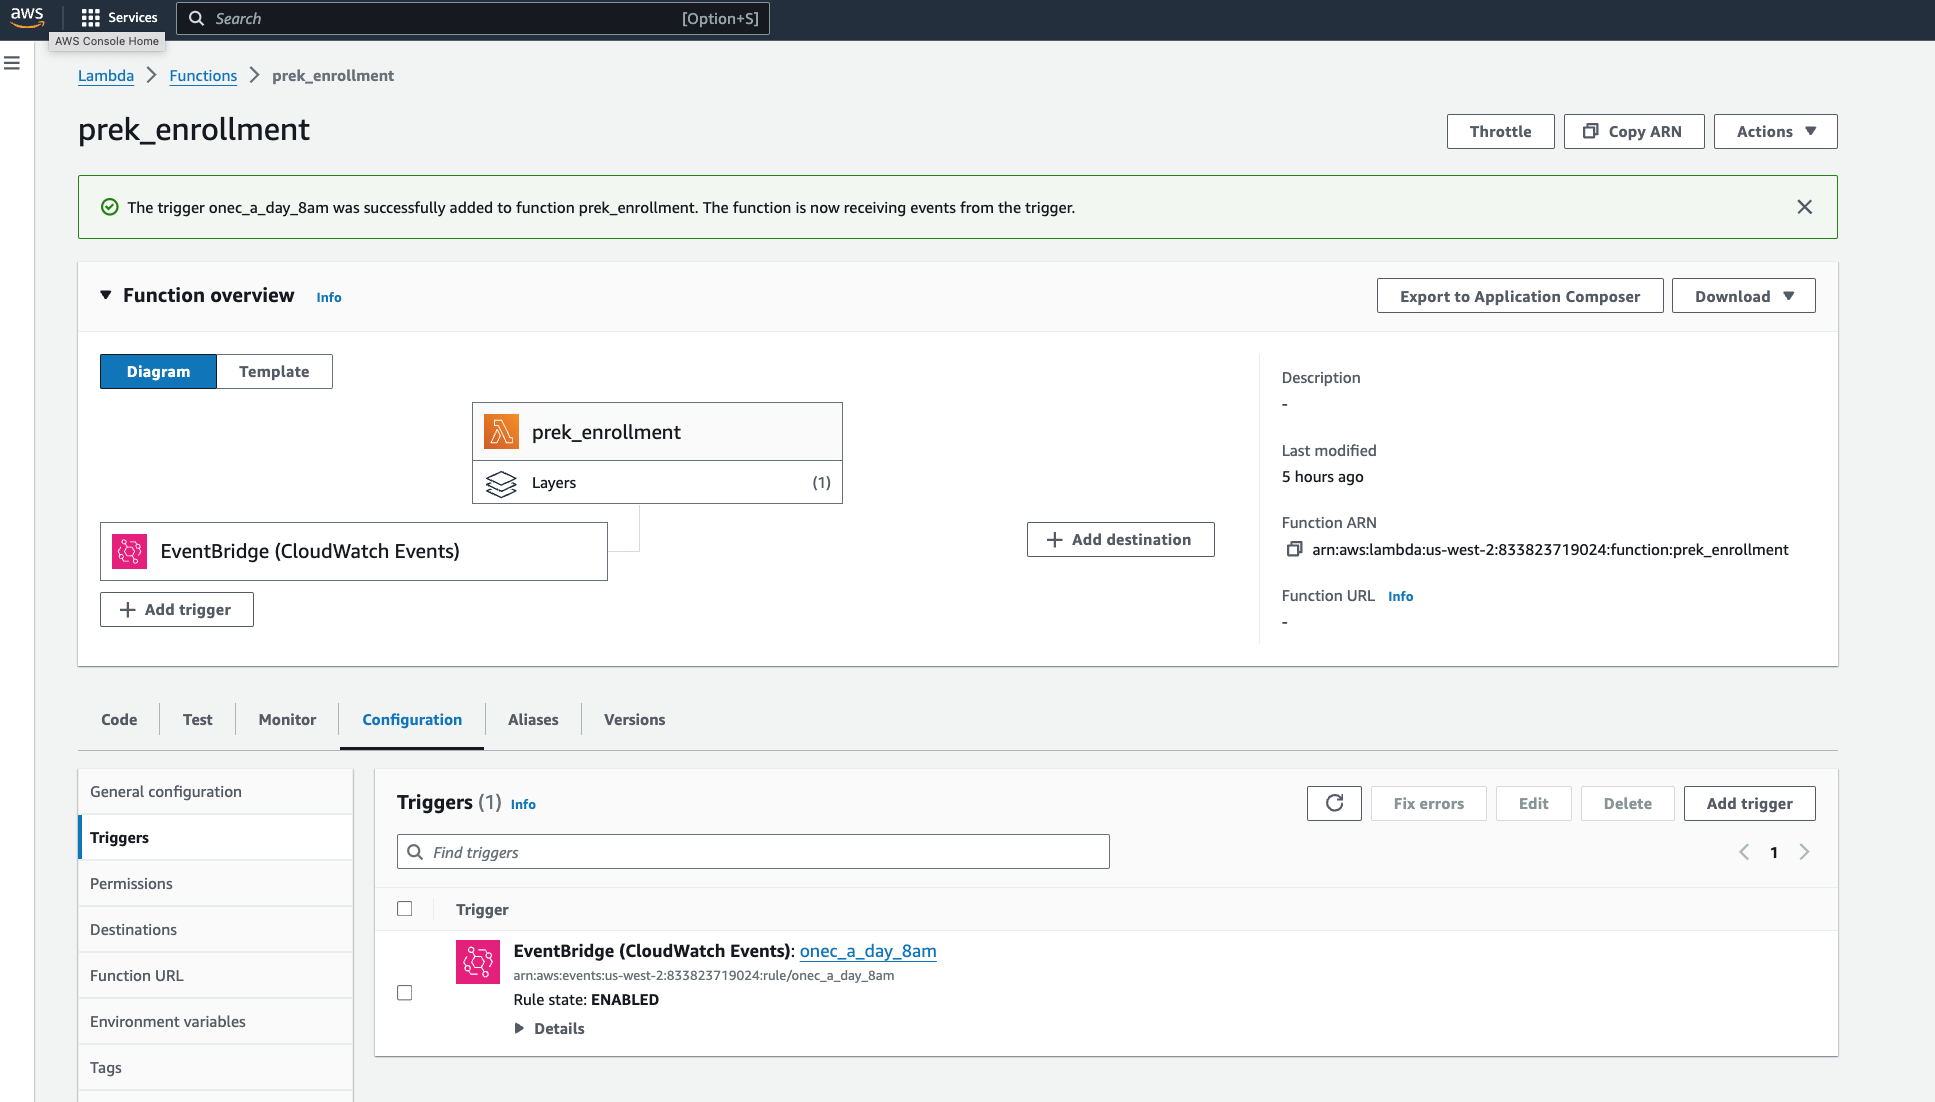 aws
Services
Search
[Option+S]
AWS Console Home
Lambda
Functions
prek_enrollment
prek_enrollment
Throttle
Copy ARN
Actions
The trigger onec_a_day_8am was successfully added to function prek_enrollment. The function is now receiving events from the trigger.
Function overview
Info
Export to Application Composer
Download
Diagram
Template
prek_enrollment
Layers
(1)
EventBridge (CloudWatch Events)
Add trigger
Add destination
Description
-
Last modified
5 hours ago
Function ARN
arn:aws:lambda:us-west-2:833823719024:function:prek_enrollment
Function URL Info
-
Code
Test
Monitor
Configuration
Aliases
Versions
General configuration
Triggers
Permissions
Destinations
Function URL
Environment variables
Tags
Triggers (1) Info
Fix errors
Edit
Delete
Add trigger
Find triggers
1
Trigger
EventBridge (CloudWatch Events): onec_a_day_8am
arn:aws:events:us-west-2:833823719024:rule/onec_a_day_8am
Rule state: ENABLED
Details